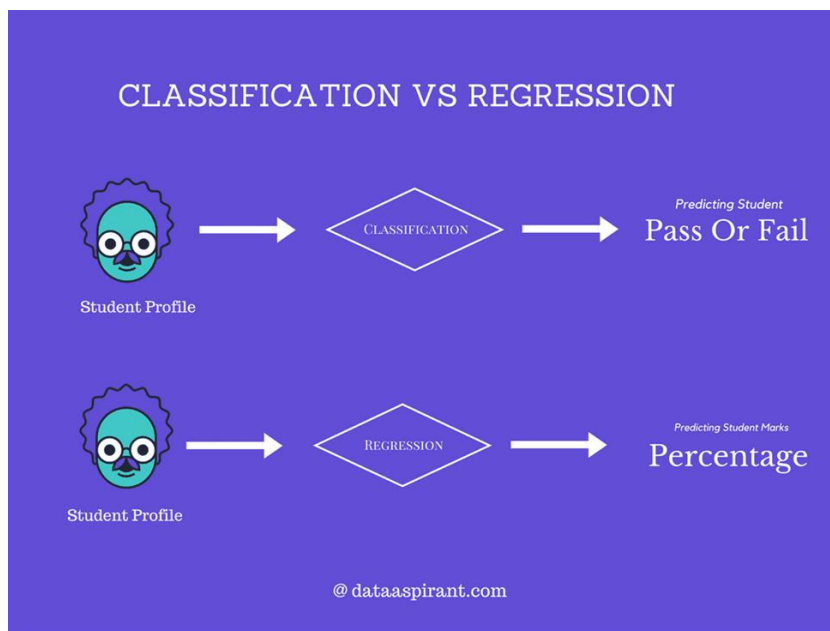 CLASSIFICATION VS REGRESSION
Predicting Student
CLASSIFICATION
Pass Or Fail
Student Profile
Predicting Student Marks
REGRESSION
Percentage
Student Profile
@ dataaspirant.com